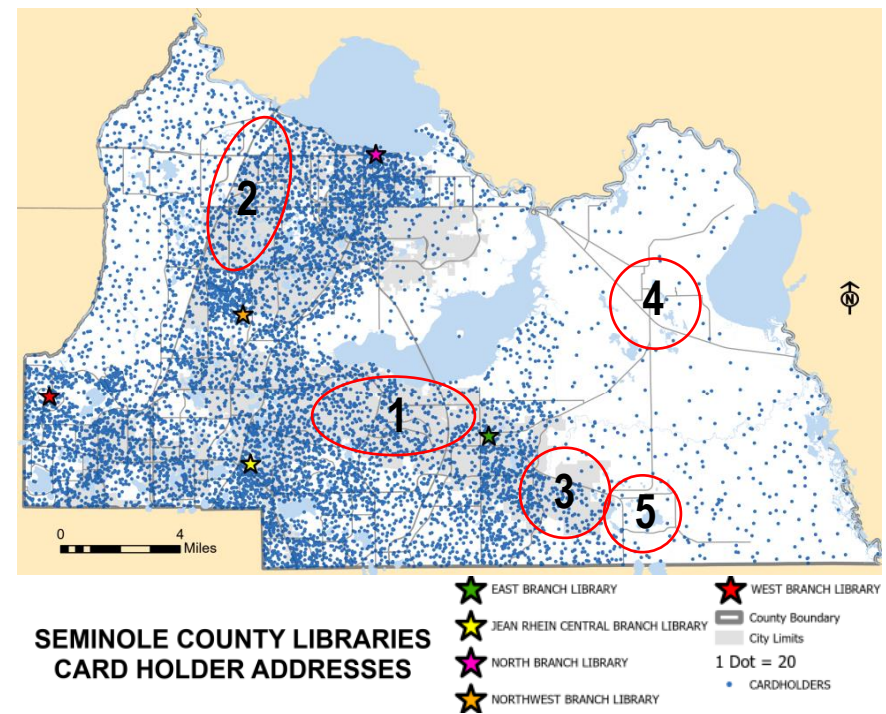 2
4
1
3
5
N
0 4
Miles
SEMINOLE COUNTY LIBRARIES
CARD HOLDER ADDRESSES
EAST BRANCH LIBRARY
JEAN RHEIN CENTRAL BRANCH LIBRARY
NORTH BRANCH LIBRARY
NORTHWEST BRANCH LIBRARY
WEST BRANCH LIBRARY
County Boundary
City Limits
1 Dot = 20
CARDHOLDERS